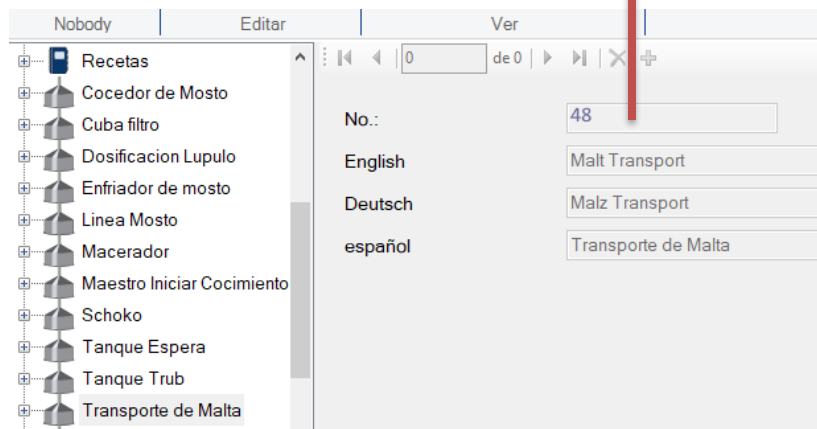 Nobody Editar Ver
Recetas
Cocedor de Mosto
Cuba filtro
Dosificacion Lupulo
Enfriador de mosto
Linea Mosto
Macerador
Maestro Iniciar Cocimiento
Schoko
Tanque Espera
Tanque Trub
Transporte de Malta
0 de 0
No.: 48
English Malt Transport
Deutsch Malz Transport
español Transporte de Malta